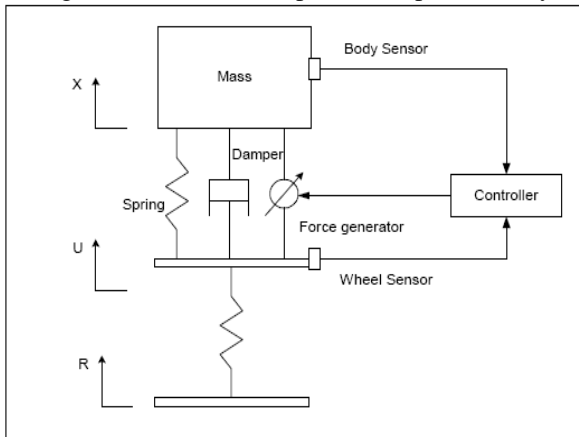 Body Sensor
Mass
X
Damper
Spring
Controller
Force generator
U
Wheel Sensor
R